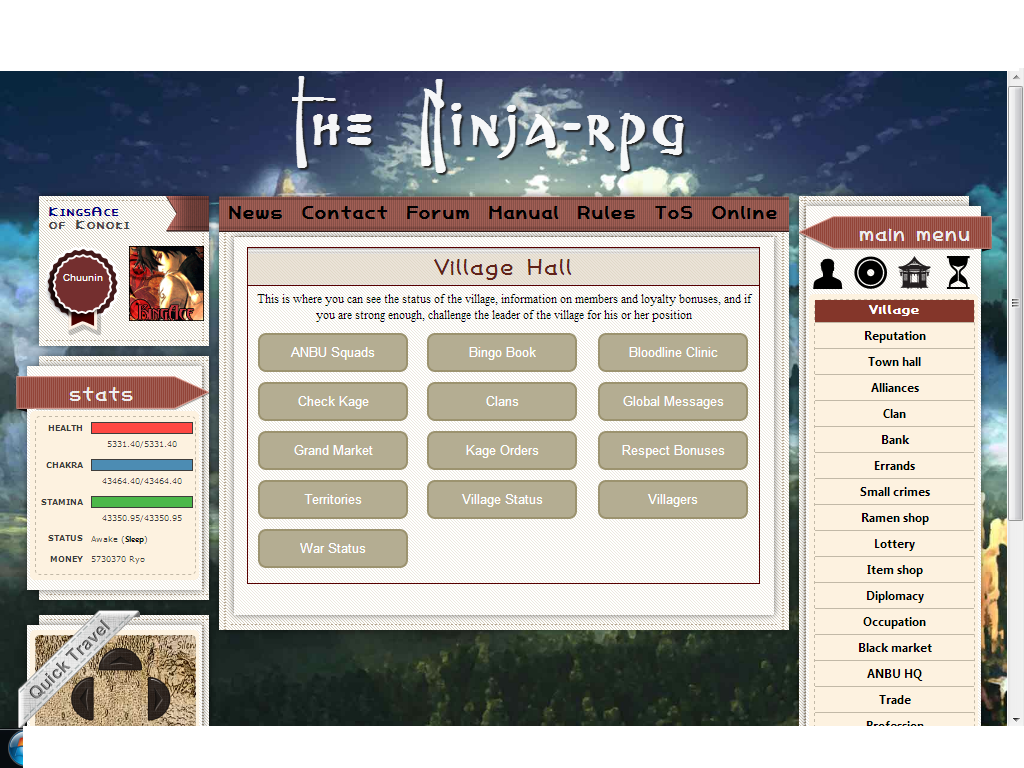 The Ninja-RPG
KingsAce
of Konoki
Chuunin
KingsAce
stats
HEALTH
5331.40/5331.40
CHAKRA
43464.40/43464.40
STAMINA
43350.95/43350.95
STATUS Awake (Sleep)
MONEY 5730370 Ryo
Quick Travel
News Contact Forum Manual Rules ToS Online
Village Hall
This is where you can see the status of the village, information on members and loyalty bonuses, and if
you are strong enough, challenge the leader of the village for his or her position
ANBU Squads Bingo Book Bloodline Clinic
Check Kage Clans Global Messages
Grand Market Kage Orders Respect Bonuses
Territories Village Status Villagers
War Status
main menu
Village
Reputation
Town hall
Alliances
Clan
Bank
Errands
Small crimes
Ramen shop
Lottery
Item shop
Diplomacy
Occupation
Black market
ANBU HQ
Trade
Profession